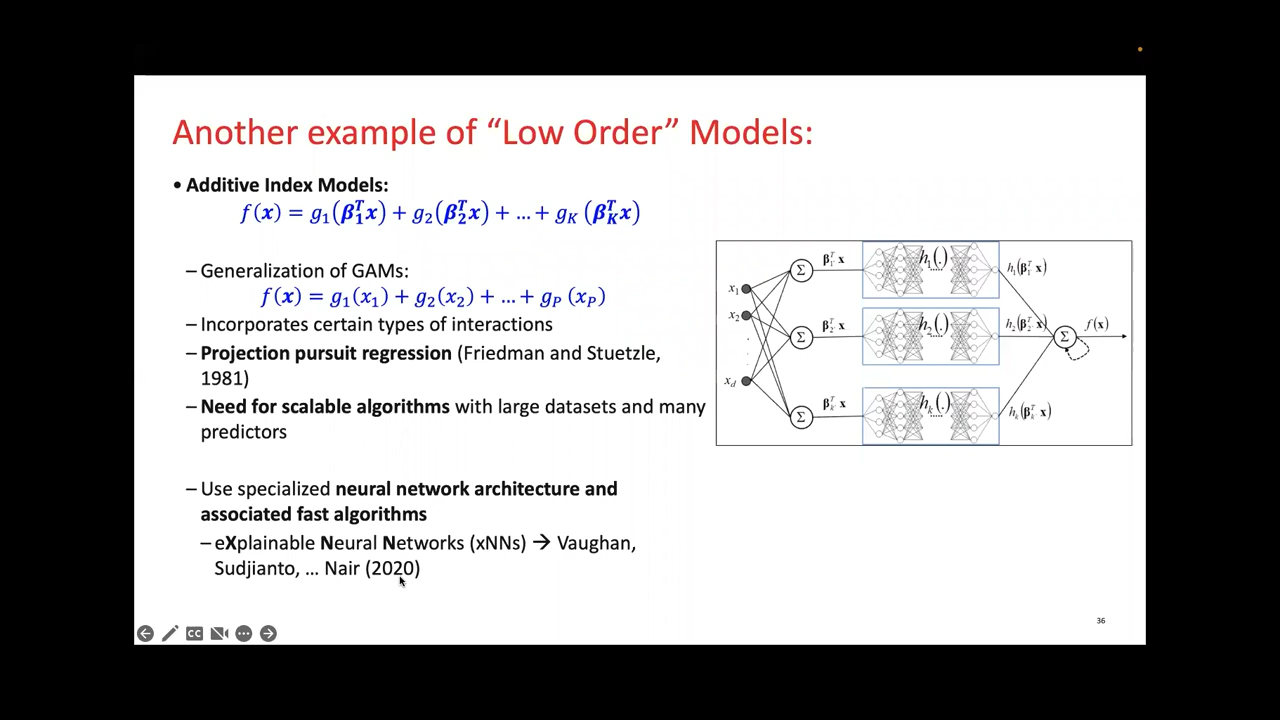 Another example of “Low Order” Models:
• Additive Index Models:
f(x) = g₁(β₁ᵀx) + g₂(β₂ᵀx) + … + g_K (β_Kᵀx)
– Generalization of GAMs:
f(x) = g₁(x₁) + g₂(x₂) + … + g_P (x_P)
– Incorporates certain types of interactions
– Projection pursuit regression (Friedman and Stuetzle,
1981)
– Need for scalable algorithms with large datasets and many
predictors
– Use specialized neural network architecture and
associated fast algorithms
– eXplainable Neural Networks (xNNs) → Vaughan,
Sudjianto, … Nair (2020)
x₁
x₂
x_d
Σ
Σ
Σ
β₁ᵀ x
β₂ᵀ x
β_kᵀ x
h₁(.)
h₂(.)
h_k(.)
h₁(β₁ᵀ x)
h₂(β₂ᵀ x)
h_k(β_kᵀ x)
Σ
f(x)
36
CC